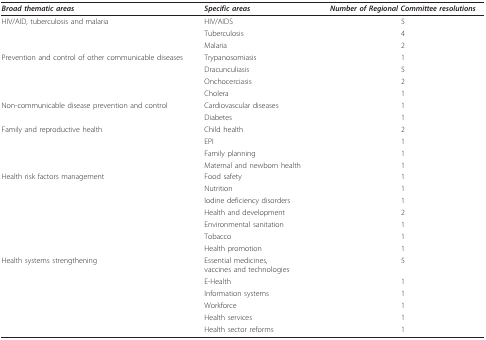 Broad thematic areas Specific areas Number of Regional Committee resolutions
HIV/AID, tuberculosis and malaria HIV/AIDS 5
Tuberculosis 4
Malaria 2
Prevention and control of other communicable diseases Trypanosomiasis 1
Dracunculiasis 5
Onchocerciasis 2
Cholera 1
Non-communicable disease prevention and control Cardiovascular diseases 1
Diabetes 1
Family and reproductive health Child health 2
EPI 1
Family planning 1
Maternal and newborn health 1
Health risk factors management Food safety 1
Nutrition 1
Iodine deficiency disorders 1
Health and development 2
Environmental sanitation 1
Tobacco 1
Health promotion 1
Health systems strengthening Essential medicines, 5
vaccines and technologies
E-Health 1
Information systems 1
Workforce 1
Health services 1
Health sector reforms 1